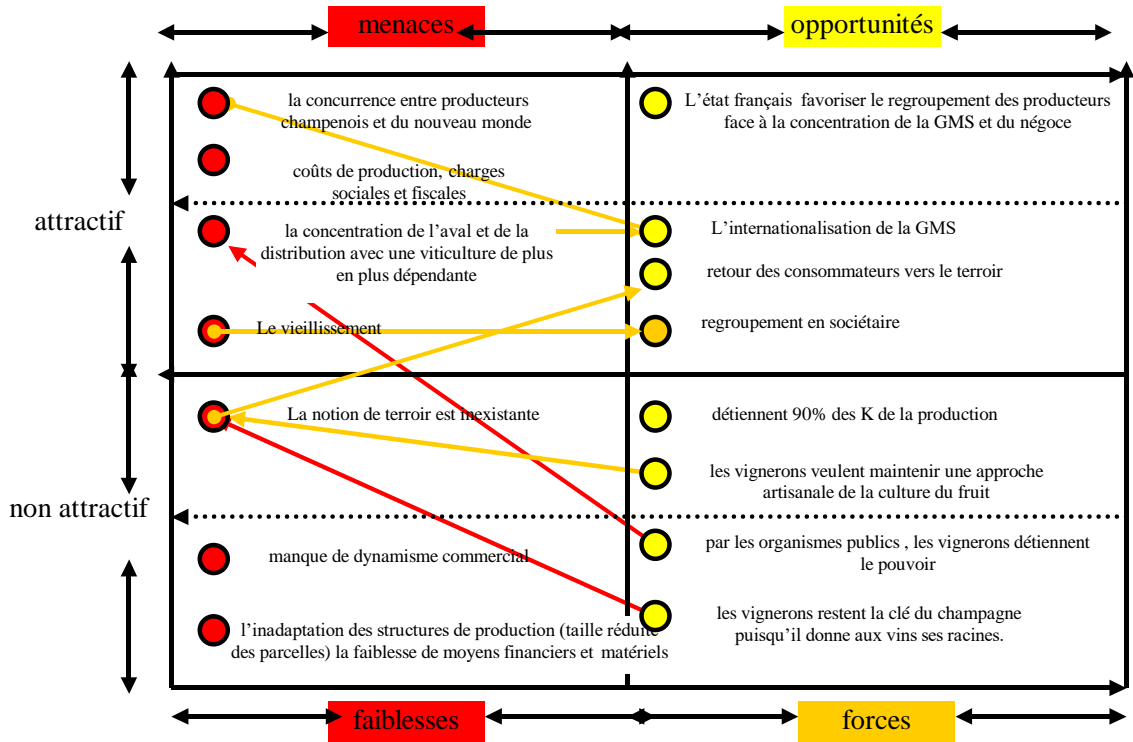 menaces
opportunités
la concurrence entre producteurs
champenois et du nouveau monde
L'état français favoriser le regroupement des producteurs
face à la concentration de la GMS et du négoce
coûts de production, charges
sociales et fiscales
attractif
la concentration de l'aval et de la
distribution avec une viticulture de plus
en plus dépendante
L'internationalisation de la GMS
retour des consommateurs vers le terroir
Le vieillissement
regroupement en sociétaire
La notion de terroir est inexistante
détiennent 90% des K de la production
les vignerons veulent maintenir une approche
artisanale de la culture du fruit
non attractif
manque de dynamisme commercial
par les organismes publics , les vignerons détiennent
le pouvoir
l'inadaptation des structures de production (taille réduite
des parcelles) la faiblesse de moyens financiers et matériels
les vignerons restent la clé du champagne
puisqu'il donne aux vins ses racines.
faiblesses
forces